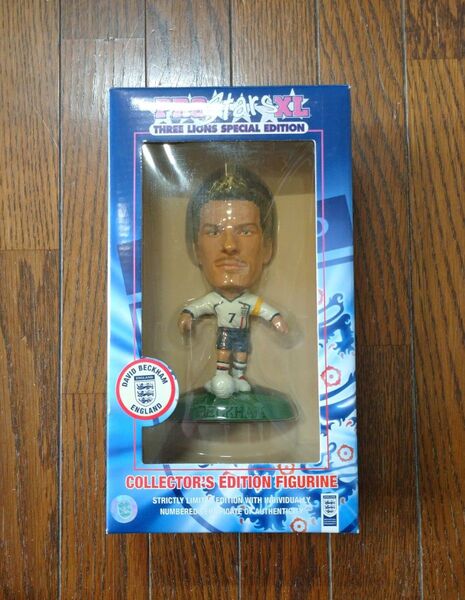 PRO Stars XL
THREE LIONS SPECIAL EDITION
7
DAVID BECKHAM
ENGLAND
ENGLAND
BECKHAM
COLLECTOR'S EDITION FIGURINE
STRICTLY LIMITED EDITION WITH INDIVIDUALLY
NUMBERED CERTIFICATE OF AUTHENTICITY